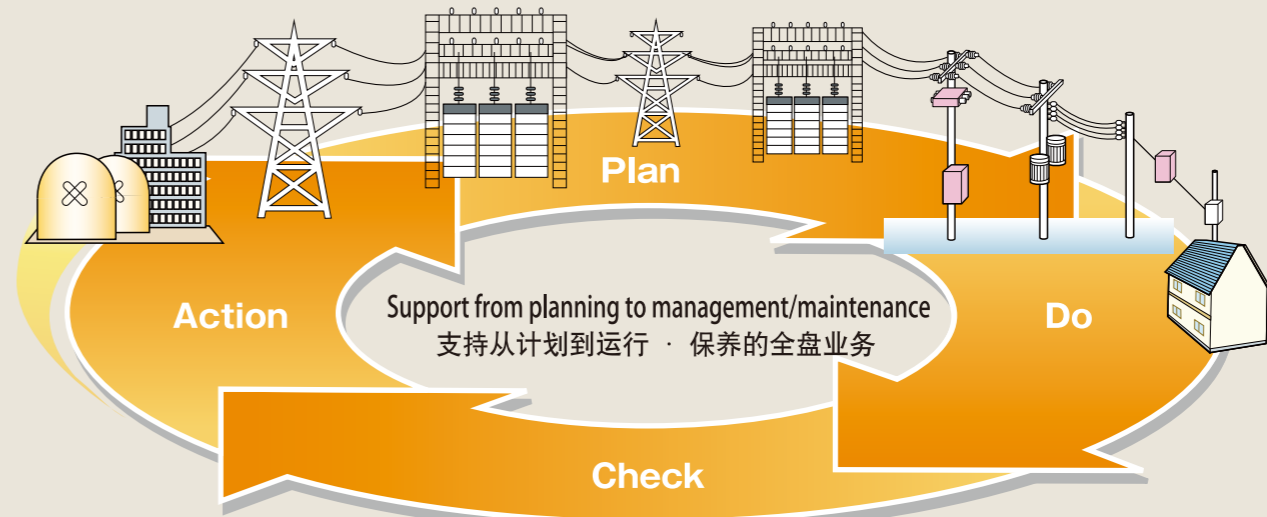 Plan
Action
Support from planning to management/maintenance
支持从计划到运行 · 保养的全盘业务
Do
Check